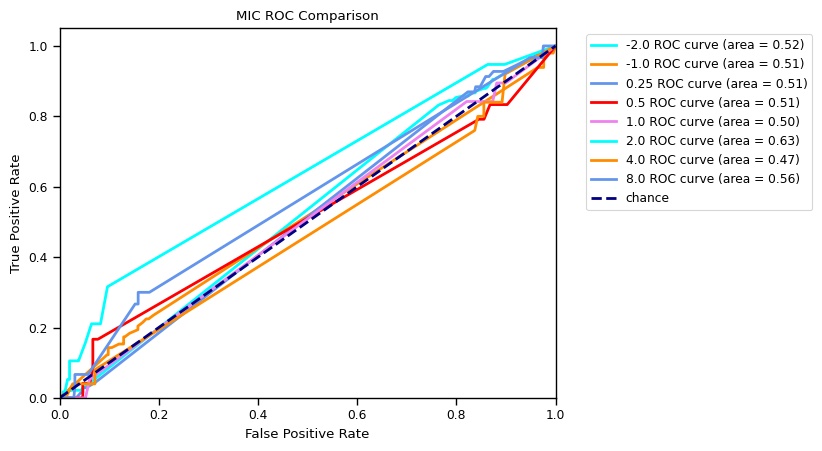 MIC ROC Comparison
1.0
0.8
0.6
0.4
0.2
0.0
True Positive Rate
0.0 0.2 0.4 0.6 0.8 1.0
False Positive Rate
-2.0 ROC curve (area = 0.52)
-1.0 ROC curve (area = 0.51)
0.25 ROC curve (area = 0.51)
0.5 ROC curve (area = 0.51)
1.0 ROC curve (area = 0.50)
2.0 ROC curve (area = 0.63)
4.0 ROC curve (area = 0.47)
8.0 ROC curve (area = 0.56)
chance